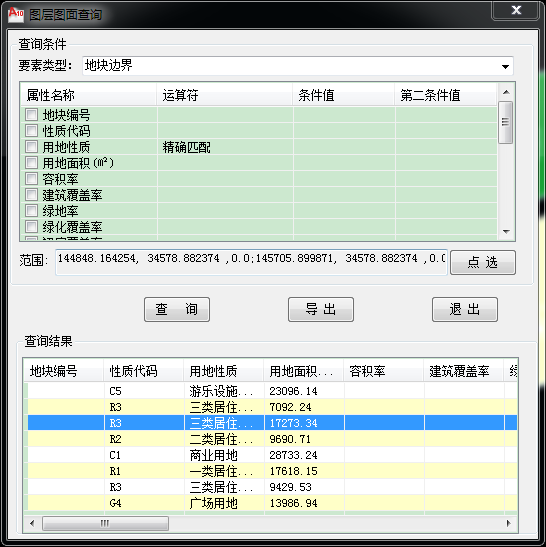 图层图面查询
查询条件
要素类型: 地块边界
属性名称 运算符 条件值 第二条件值
地块编号
性质代码
用地性质 精确匹配
用地面积(m²)
容积率
建筑覆盖率
绿地率
绿化覆盖率
范围: 144848.164254, 34578.882374 ,0.0;145705.899871, 34578.882374 ,0.0 点选
查 询 导出 退出
查询结果
地块编号 性质代码 用地性质 用地面积... 容积率 建筑覆盖率
C5 游乐设施... 23096.14
R3 三类居住... 7092.24
R3 三类居住... 17273.34
R2 二类居住... 9690.71
C1 商业用地 28733.24
R1 一类居住... 17618.15
R3 三类居住... 9429.53
G4 广场用地 13986.94